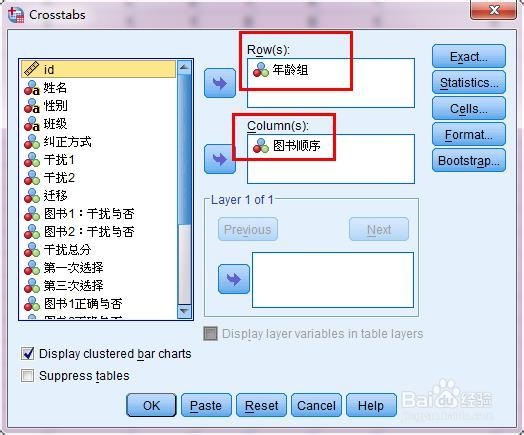 Crosstabs
id
姓名
性别
班级
纠正方式
干扰1
干扰2
迁移
图书1：干扰与否
图书2：干扰与否
干扰总分
第一次选择
第三次选择
图书1正确与否
Row(s):
年龄组
Column(s):
图书顺序
Layer 1 of 1
Previous
Next
Display layer variables in table layers
Exact...
Statistics...
Cells...
Format...
Bootstrap...
Display clustered bar charts
Suppress tables
OK
Paste
Reset
Cancel
Help
Baidu经验
jingyan.baidu.com